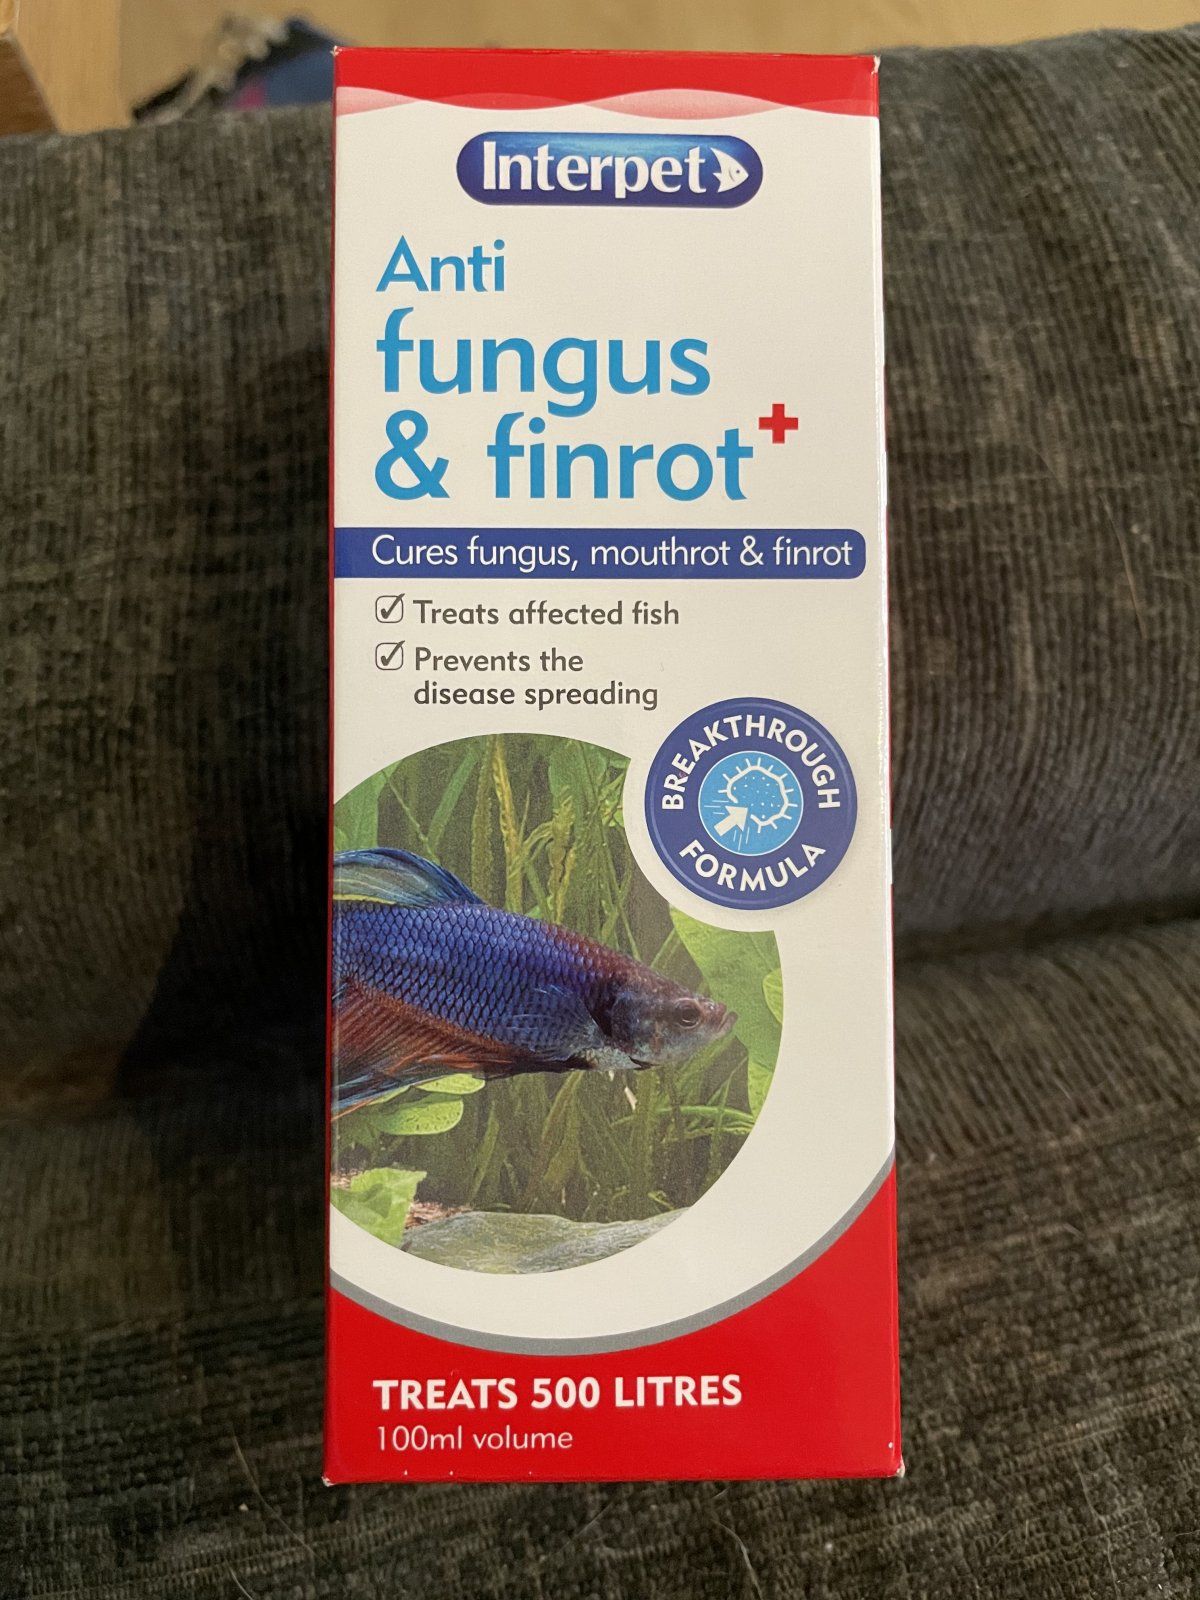 Interpet
Anti
fungus
& finrot+
Cures fungus, mouthrot & finrot
Treats affected fish
Prevents the
disease spreading
BREAKTHROUGH
FORMULA
TREATS 500 LITRES
100ml volume